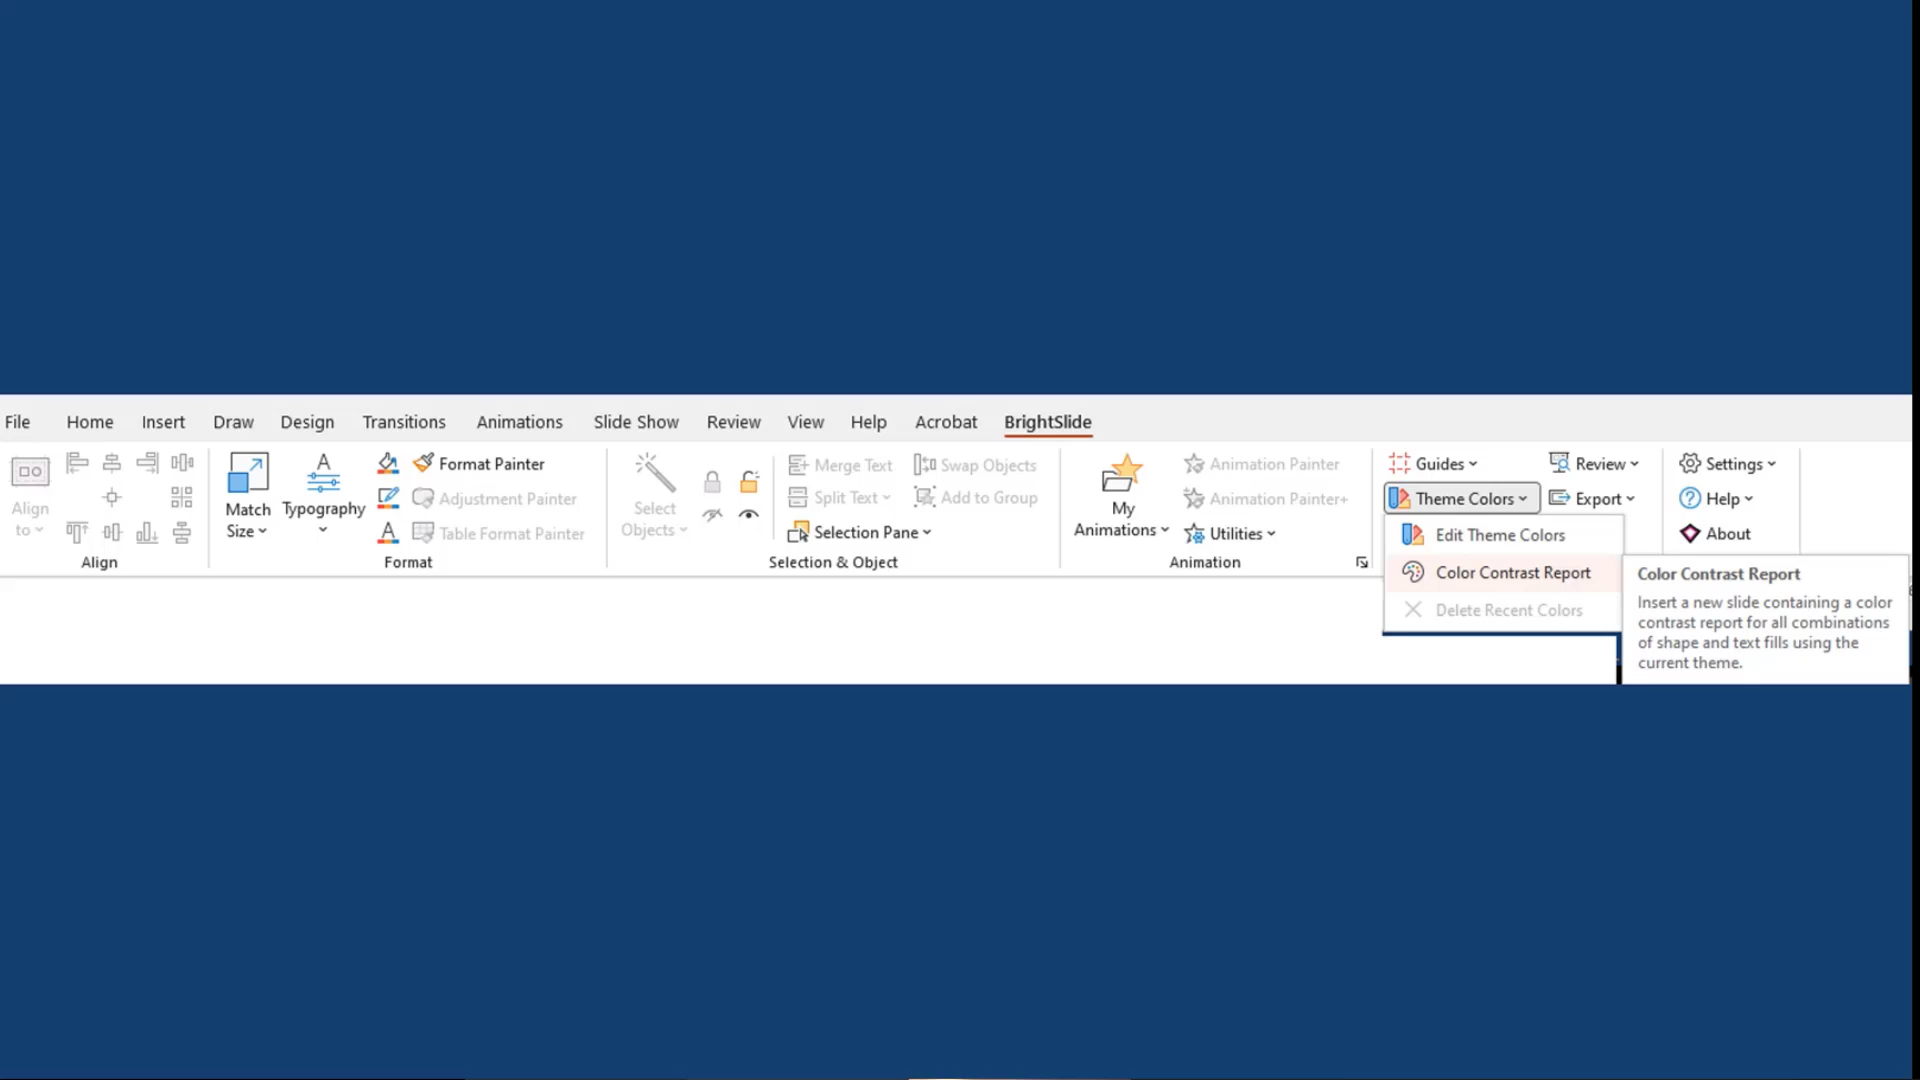 File Home Insert Draw Design Transitions Animations Slide Show Review View Help Acrobat BrightSlide
Align
to
Align
Match
Size
Typography
Format Painter
Adjustment Painter
Table Format Painter
Format
Select
Objects
Merge Text
Swap Objects
Split Text
Add to Group
Selection Pane
Selection & Object
My
Animations
Animation Painter
Animation Painter+
Utilities
Animation
Guides
Review
Theme Colors
Export
Edit Theme Colors
Color Contrast Report
Delete Recent Colors
Settings
Help
About
Color Contrast Report
Insert a new slide containing a color
contrast report for all combinations
of shape and text fills using the
current theme.